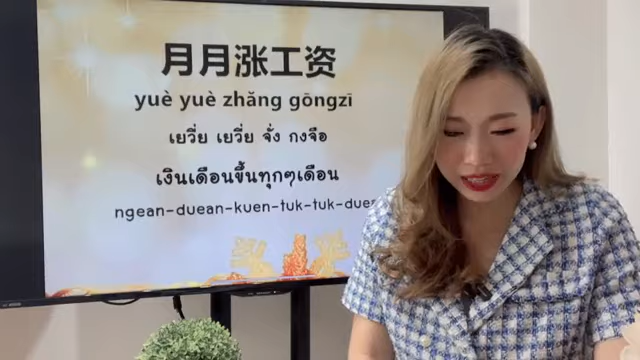 月月涨工资
yuè yuè zhăng gōngzī
เยวี่ย เยวี่ย จั่ง กงจือ
เงินเดือนขึ้นทุกๆเดือน
ngean-duean-kuen-tuk-tuk-duea